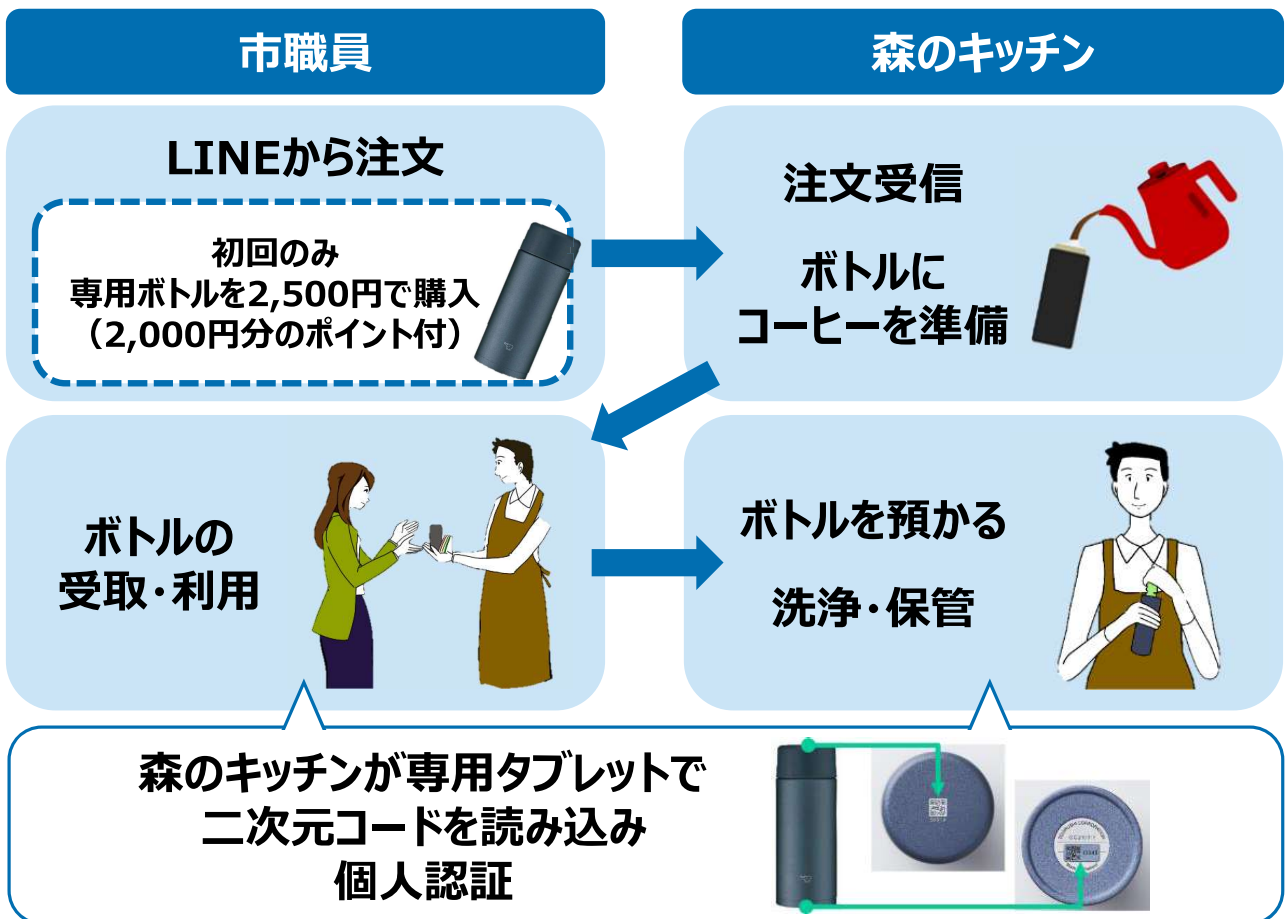 市職員
森のキッチン
LINEから注文
初回のみ
専用ボトルを2,500円で購入
（2,000円分のポイント付）
注文受信
ボトルに
コーヒーを準備
ボトルの
受取・利用
ボトルを預かる
洗浄・保管
森のキッチンが専用タブレットで
二次元コードを読み込み
個人認証